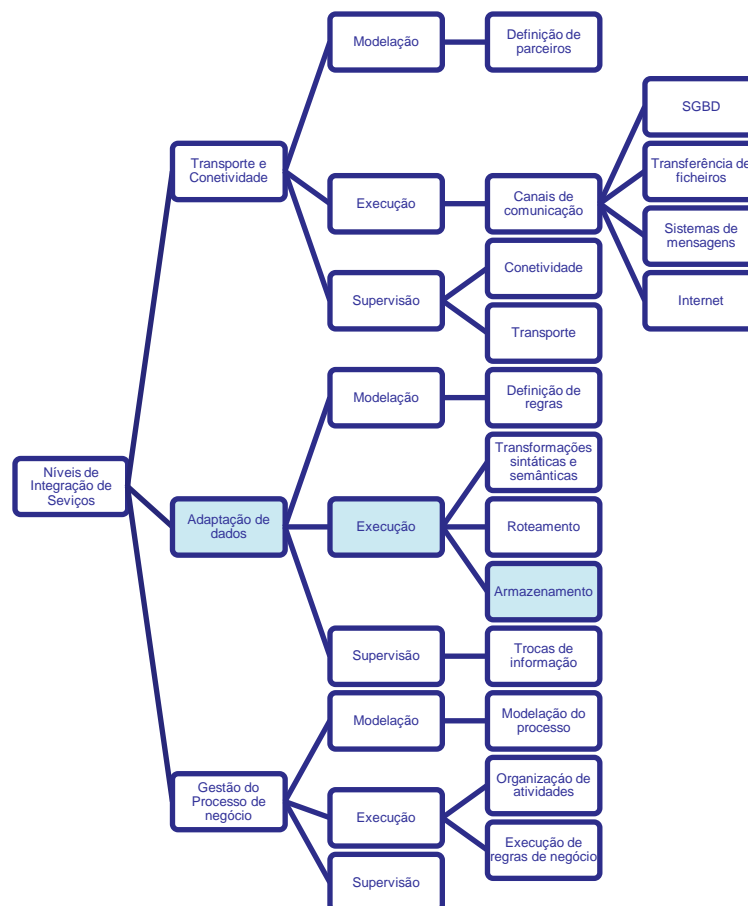 Modelação
Definição de
parceiros
SGBD
Transporte e
Conetividade
Transferência de
ficheiros
Execução
Canais de
comunicação
Sistemas de
mensagens
Conetividade
Supervisão
Internet
Transporte
Modelação
Definição de
regras
Níveis de
Integração de
Seviços
Transformações
sintáticas e
semânticas
Adaptação de
dados
Execução
Roteamento
Armazenamento
Supervisão
Trocas de
informação
Modelação
Modelação do
processo
Gestão do
Processo de
negócio
Organizaçáo de
atividades
Execução
Execução de
regras de negócio
Supervisão